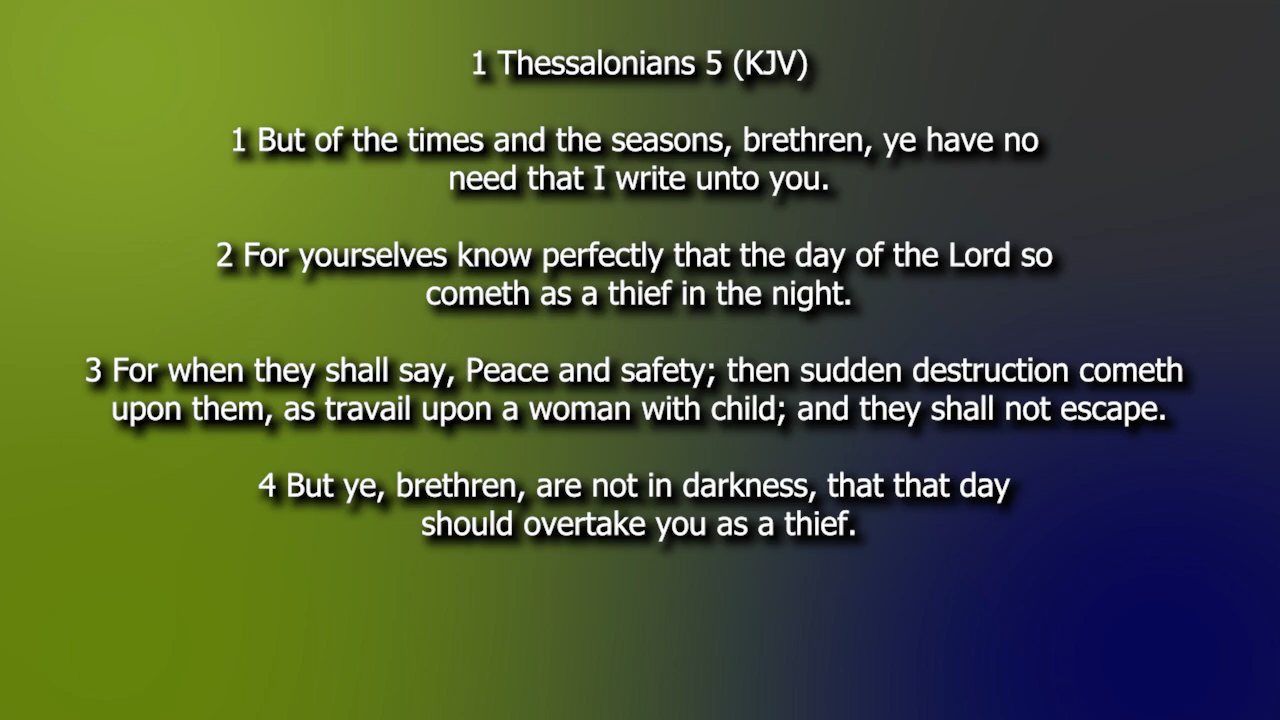 1 Thessalonians 5 (KJV)
1 But of the times and the seasons, brethren, ye have no
need that I write unto you.
2 For yourselves know perfectly that the day of the Lord so
cometh as a thief in the night.
3 For when they shall say, Peace and safety; then sudden destruction cometh
upon them, as travail upon a woman with child; and they shall not escape.
4 But ye, brethren, are not in darkness, that that day
should overtake you as a thief.